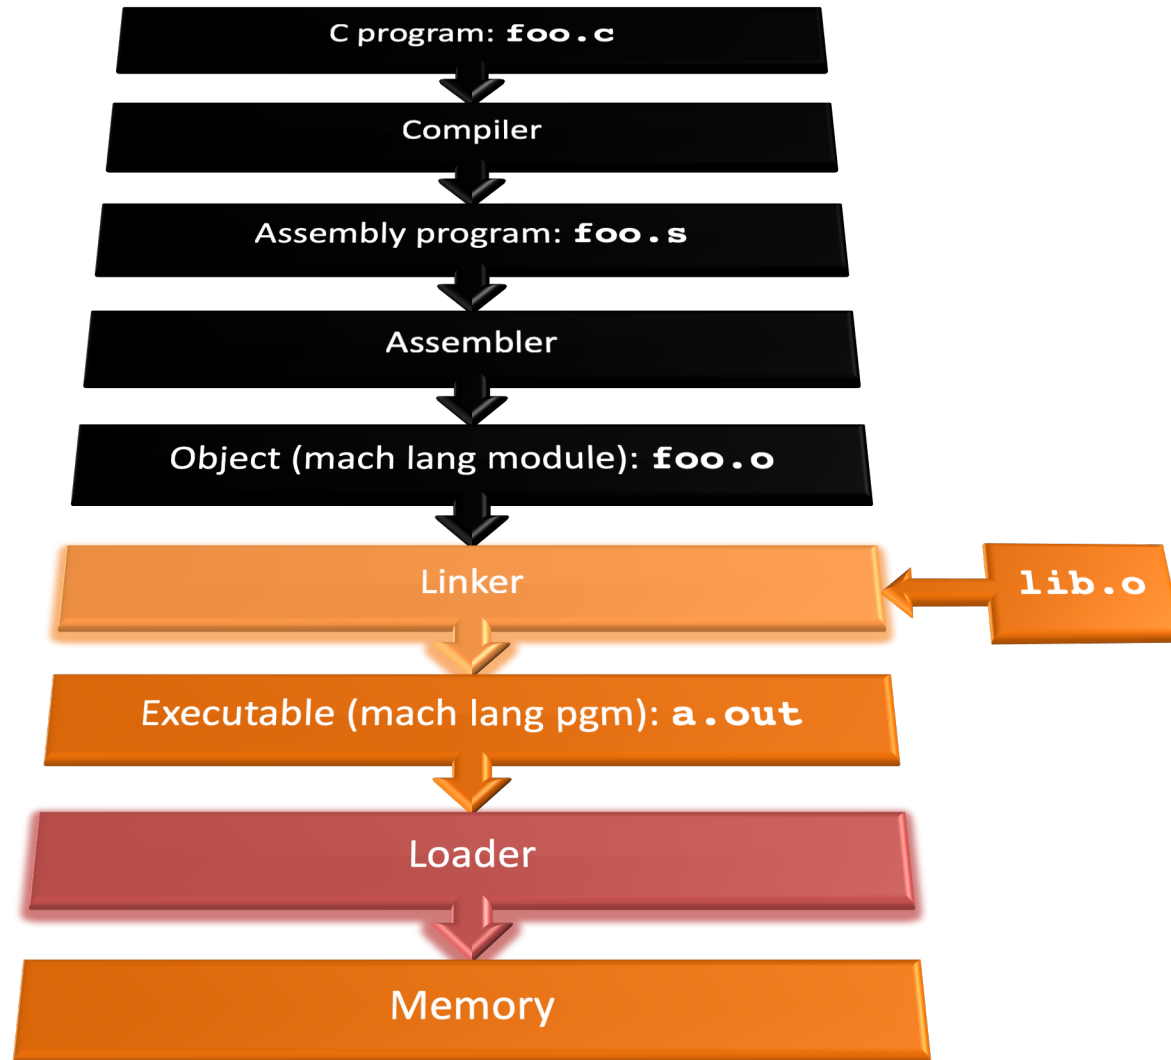 C program: foo.c
Compiler
Assembly program: foo.s
Assembler
Object (mach lang module): foo.o
Linker
lib.o
Executable (mach lang pgm): a.out
Loader
Memory